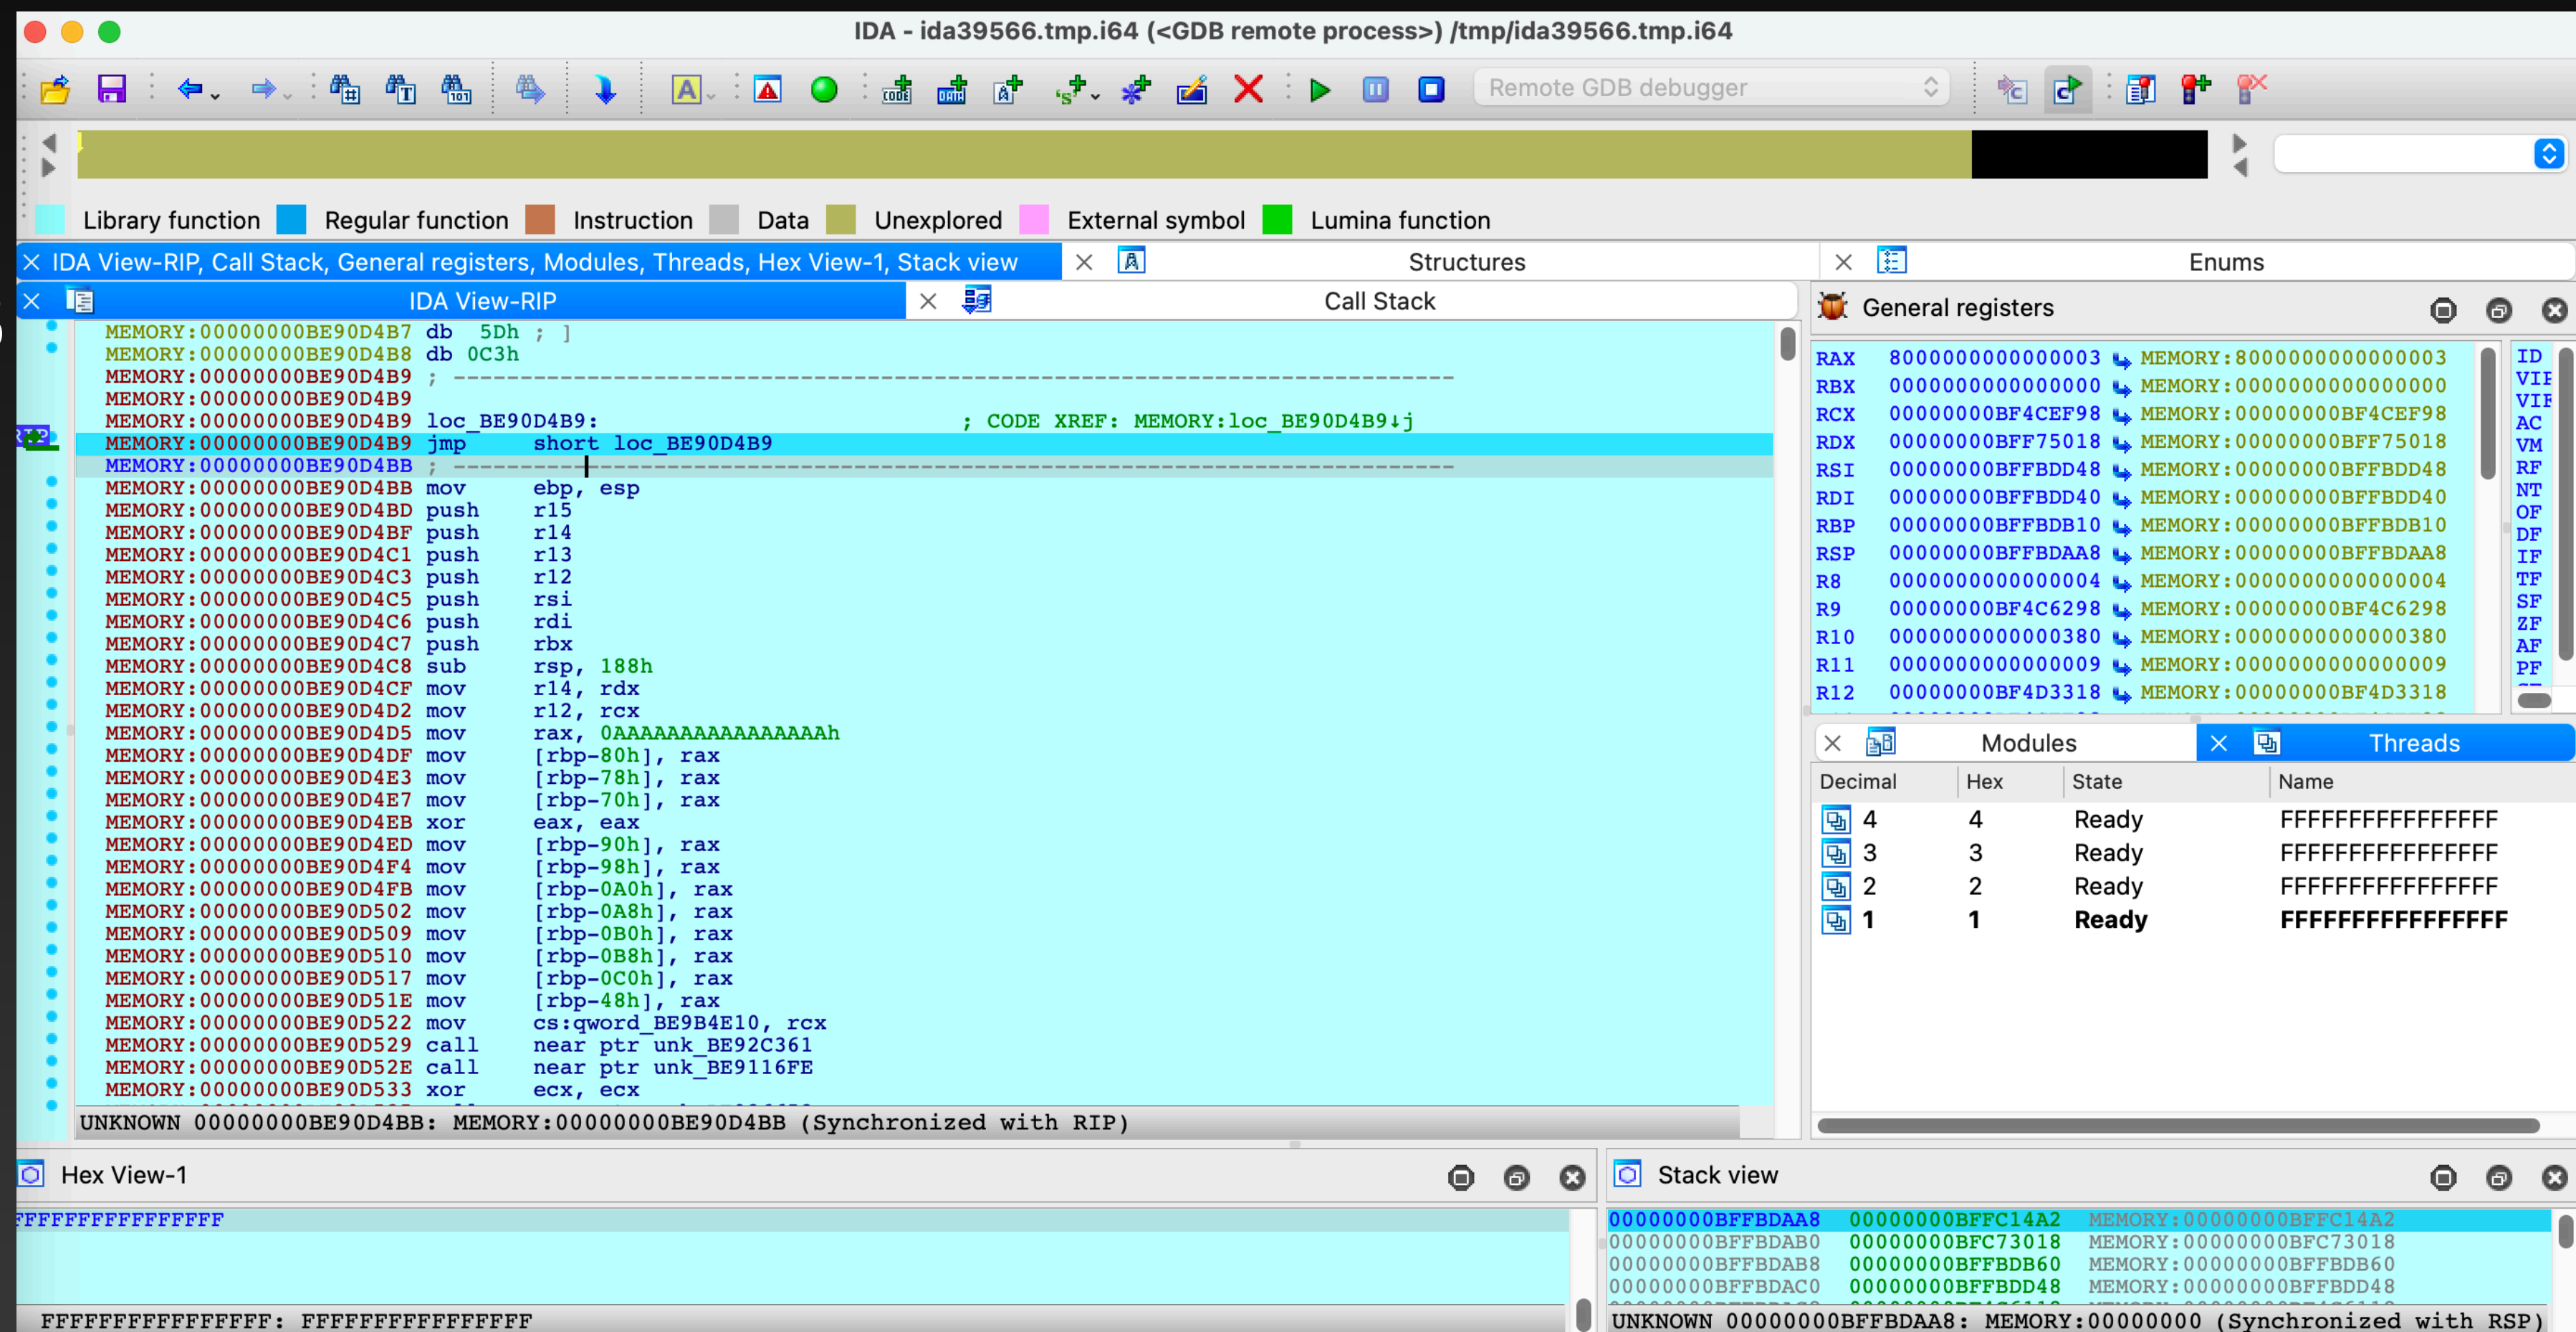 IDA - ida39566.tmp.i64 (<GDB remote process>) /tmp/ida39566.tmp.i64
Remote GDB debugger
Library function Regular function Instruction Data Unexplored External symbol Lumina function
IDA View-RIP, Call Stack, General registers, Modules, Threads, Hex View-1, Stack view
Structures
Enums
IDA View-RIP
Call Stack
MEMORY:00000000BE90D4B7 db 5Dh ; ]
MEMORY:00000000BE90D4B8 db 0C3h
MEMORY:00000000BE90D4B9 ; ---------------------------------------------------------------------------
MEMORY:00000000BE90D4B9
MEMORY:00000000BE90D4B9 loc_BE90D4B9: ; CODE XREF: MEMORY:loc_BE90D4B9↓j
MEMORY:00000000BE90D4B9 jmp short loc_BE90D4B9
MEMORY:00000000BE90D4BB ; ---------------------------------------------------------------------------
MEMORY:00000000BE90D4BB mov ebp, esp
MEMORY:00000000BE90D4BD push r15
MEMORY:00000000BE90D4BF push r14
MEMORY:00000000BE90D4C1 push r13
MEMORY:00000000BE90D4C3 push r12
MEMORY:00000000BE90D4C5 push rsi
MEMORY:00000000BE90D4C6 push rdi
MEMORY:00000000BE90D4C7 push rbx
MEMORY:00000000BE90D4C8 sub rsp, 188h
MEMORY:00000000BE90D4CF mov r14, rdx
MEMORY:00000000BE90D4D2 mov r12, rcx
MEMORY:00000000BE90D4D5 mov rax, 0AAAAAAAAAAAAAAAAh
MEMORY:00000000BE90D4DF mov [rbp-80h], rax
MEMORY:00000000BE90D4E3 mov [rbp-78h], rax
MEMORY:00000000BE90D4E7 mov [rbp-70h], rax
MEMORY:00000000BE90D4EB xor eax, eax
MEMORY:00000000BE90D4ED mov [rbp-90h], rax
MEMORY:00000000BE90D4F4 mov [rbp-98h], rax
MEMORY:00000000BE90D4FB mov [rbp-0A0h], rax
MEMORY:00000000BE90D502 mov [rbp-0A8h], rax
MEMORY:00000000BE90D509 mov [rbp-0B0h], rax
MEMORY:00000000BE90D510 mov [rbp-0B8h], rax
MEMORY:00000000BE90D517 mov [rbp-0C0h], rax
MEMORY:00000000BE90D51E mov [rbp-48h], rax
MEMORY:00000000BE90D522 mov cs:qword_BE9B4E10, rcx
MEMORY:00000000BE90D529 call near ptr unk_BE92C361
MEMORY:00000000BE90D52E call near ptr unk_BE9116FE
MEMORY:00000000BE90D533 xor ecx, ecx
UNKNOWN 00000000BE90D4BB: MEMORY:00000000BE90D4BB (Synchronized with RIP)
General registers
RAX 8000000000000003 MEMORY:8000000000000003
RBX 0000000000000000 MEMORY:0000000000000000
RCX 00000000BF4CEF98 MEMORY:00000000BF4CEF98
RDX 00000000BFF75018 MEMORY:00000000BFF75018
RSI 00000000BFFBDD48 MEMORY:00000000BFFBDD48
RDI 00000000BFFBDD40 MEMORY:00000000BFFBDD40
RBP 00000000BFFBDB10 MEMORY:00000000BFFBDB10
RSP 00000000BFFBDAA8 MEMORY:00000000BFFBDAA8
R8 0000000000000004 MEMORY:0000000000000004
R9 00000000BF4C6298 MEMORY:00000000BF4C6298
R10 0000000000000380 MEMORY:0000000000000380
R11 0000000000000009 MEMORY:0000000000000009
R12 00000000BF4D3318 MEMORY:00000000BF4D3318
ID
VIP
VIF
AC
VM
RF
NT
OF
DF
IF
TF
SF
ZF
AF
PF
Modules
Threads
Decimal Hex State Name
4 4 Ready FFFFFFFFFFFFFFFF
3 3 Ready FFFFFFFFFFFFFFFF
2 2 Ready FFFFFFFFFFFFFFFF
1 1 Ready FFFFFFFFFFFFFFFF
Hex View-1
FFFFFFFFFFFFFFFF
FFFFFFFFFFFFFFFF: FFFFFFFFFFFFFFFF
Stack view
00000000BFFBDAA8 00000000BFFC14A2 MEMORY:00000000BFFC14A2
00000000BFFBDAB0 00000000BFC73018 MEMORY:00000000BFC73018
00000000BFFBDAB8 00000000BFFBDB60 MEMORY:00000000BFFBDB60
00000000BFFBDAC0 00000000BFFBDD48 MEMORY:00000000BFFBDD48
UNKNOWN 00000000BFFBDAA8: MEMORY:00000000 (Synchronized with RSP)